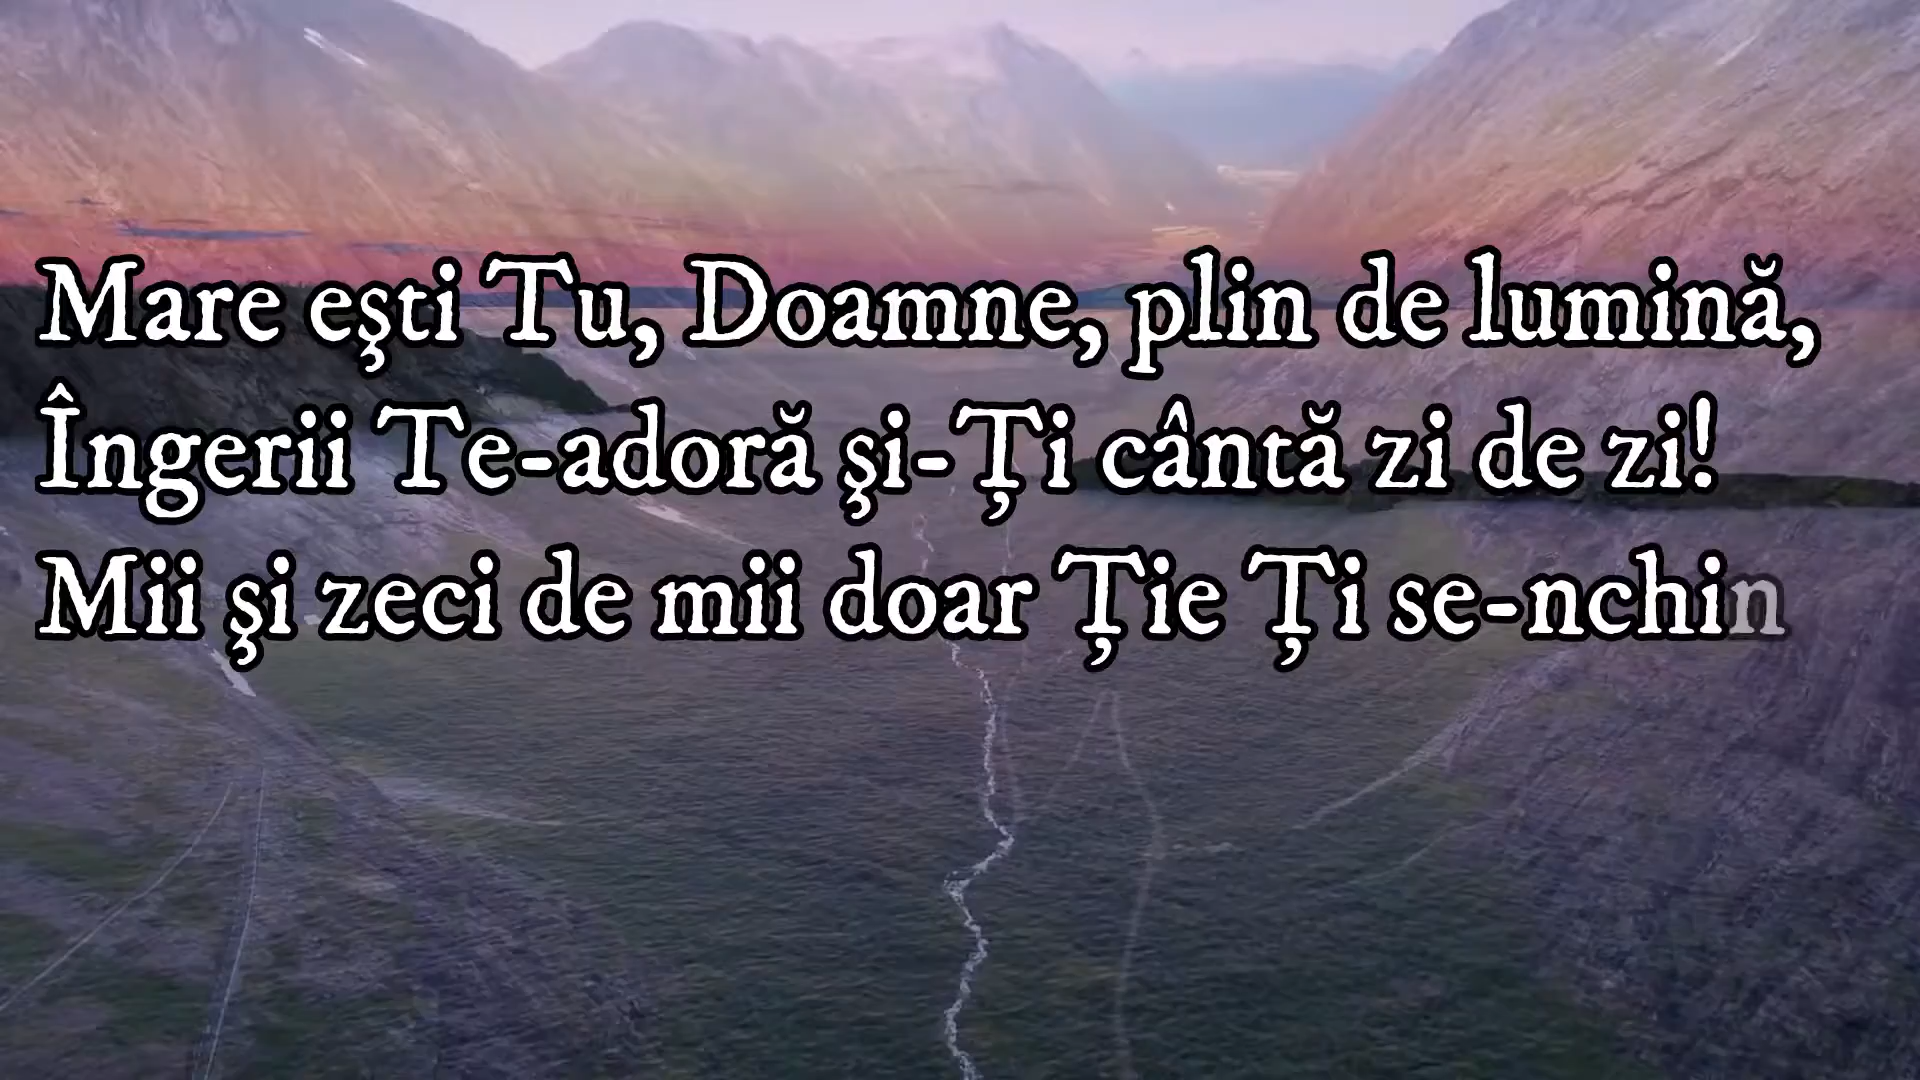 Mare eşti Tu, Doamne, plin de lumină,
Îngerii Te-adoră şi-Ţi cântă zi de zi!
Mii şi zeci de mii doar Ţie Ţi se-nchin